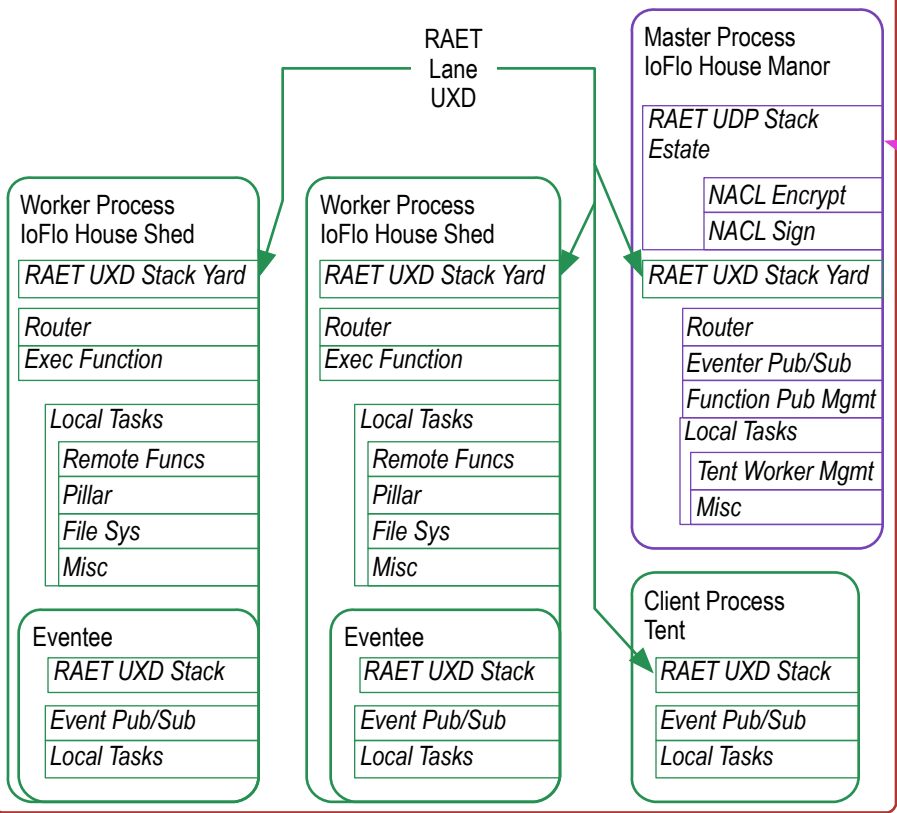 RAET
Lane
UXD
Worker Process
IoFlo House Shed
RAET UXD Stack Yard
Router
Exec Function
Local Tasks
Remote Funcs
Pillar
File Sys
Misc
Eventee
RAET UXD Stack
Event Pub/Sub
Local Tasks
Worker Process
IoFlo House Shed
RAET UXD Stack Yard
Router
Exec Function
Local Tasks
Remote Funcs
Pillar
File Sys
Misc
Eventee
RAET UXD Stack
Event Pub/Sub
Local Tasks
Master Process
IoFlo House Manor
RAET UDP Stack
Estate
NACL Encrypt
NACL Sign
RAET UXD Stack Yard
Router
Eventer Pub/Sub
Function Pub Mgmt
Local Tasks
Tent Worker Mgmt
Misc
Client Process
Tent
RAET UXD Stack
Event Pub/Sub
Local Tasks